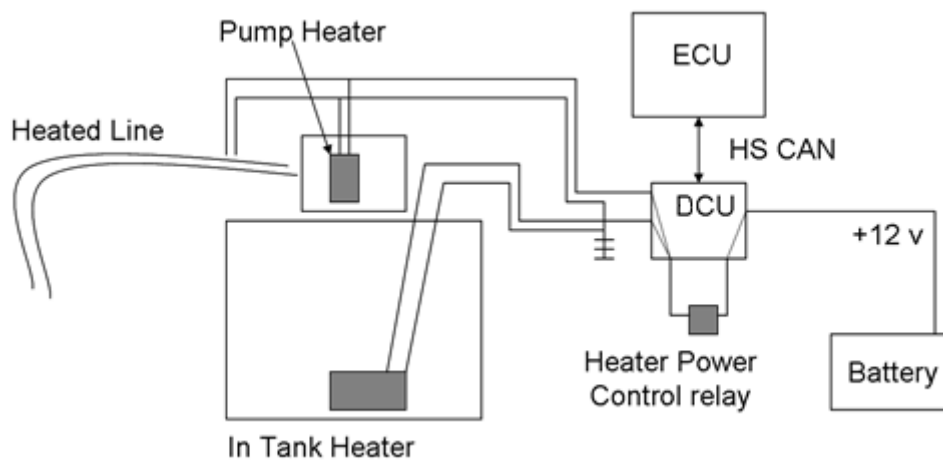 Pump Heater
ECU
Heated Line
HS CAN
DCU
+12 v
Heater Power
Control relay
Battery
In Tank Heater